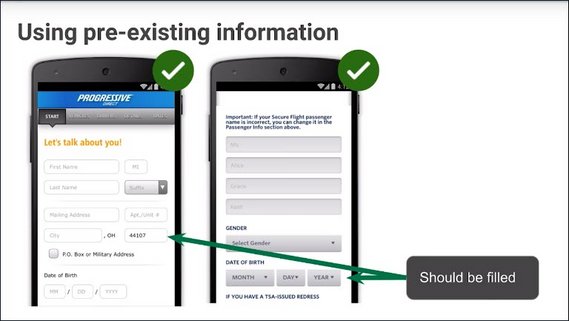 Using pre-existing information
PROGRESSIVE
DIRECT
START
Let's talk about you!
First Name
MI
Last Name
Suffix
Mailing Address
Apt./Unit #
City
, OH
44107
P.O. Box or Military Address
Date of Birth
MM / DD / YYYY
Important: If your Secure Flight passenger
name is incorrect, you can change it in the
Passenger Info section above.
Ms.
Alice
Gracie
GENDER
Select Gender
DATE OF BIRTH
MONTH
DAY
YEAR
IF YOU HAVE A TSA-ISSUED REDRESS
Should be filled